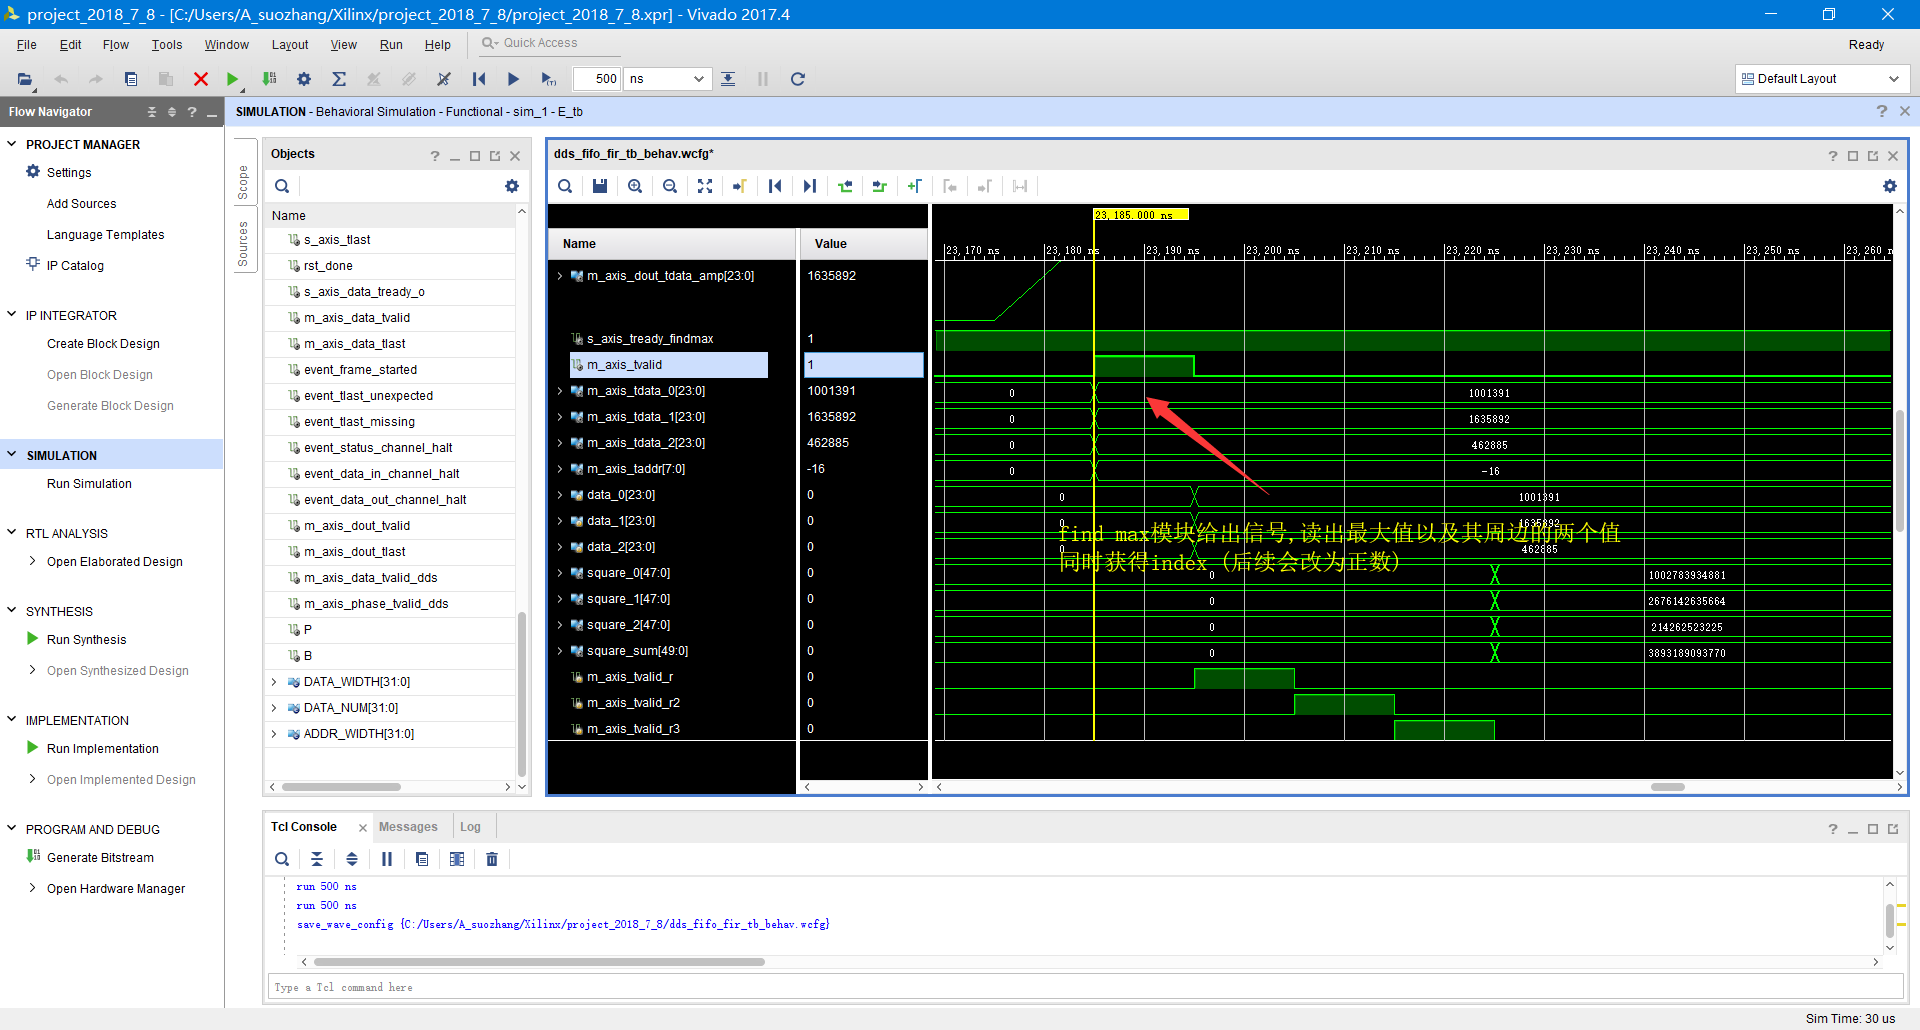 project_2018_7_8 - [C:/Users/A_suozhang/Xilinx/project_2018_7_8/project_2018_7_8.xpr] - Vivado 2017.4
File Edit Flow Tools Window Layout View Run Help Quick Access
Ready
500 ns
Default Layout
Flow Navigator
SIMULATION - Behavioral Simulation - Functional - sim_1 - E_tb
PROJECT MANAGER
Settings
Add Sources
Language Templates
IP Catalog
IP INTEGRATOR
Create Block Design
Open Block Design
Generate Block Design
SIMULATION
Run Simulation
RTL ANALYSIS
Open Elaborated Design
SYNTHESIS
Run Synthesis
Open Synthesized Design
IMPLEMENTATION
Run Implementation
Open Implemented Design
PROGRAM AND DEBUG
Generate Bitstream
Open Hardware Manager
Scope
Sources
Objects
Name
s_axis_tlast
rst_done
s_axis_data_tready_o
m_axis_data_tvalid
m_axis_data_tlast
event_frame_started
event_tlast_unexpected
event_tlast_missing
event_status_channel_halt
event_data_in_channel_halt
event_data_out_channel_halt
m_axis_dout_tvalid
m_axis_dout_tlast
m_axis_data_tvalid_dds
m_axis_phase_tvalid_dds
P
B
DATA_WIDTH[31:0]
DATA_NUM[31:0]
ADDR_WIDTH[31:0]
dds_fifo_fir_tb_behav.wcfg*
Name Value
23,185.000 ns
23,170 ns 23,180 ns 23,190 ns 23,200 ns 23,210 ns 23,220 ns 23,230 ns 23,240 ns 23,250 ns 23,260 n
m_axis_dout_tdata_amp[23:0] 1635892
s_axis_tready_findmax 1
m_axis_tvalid 1
m_axis_tdata_0[23:0] 1001391 0 1001391
m_axis_tdata_1[23:0] 1635892 0 1635892
m_axis_tdata_2[23:0] 462885 0 462885
m_axis_taddr[7:0] -16 0 -16
data_0[23:0] 0 0 1001391
data_1[23:0] 0 0 1635892
data_2[23:0] 0 0 462885
find max模块给出信号,读出最大值以及其周边的两个值
同时获得index (后续会改为正数)
square_0[47:0] 0 0 1002783934881
square_1[47:0] 0 0 2676142635664
square_2[47:0] 0 0 214262523225
square_sum[49:0] 0 0 3893189093770
m_axis_tvalid_r 0
m_axis_tvalid_r2 0
m_axis_tvalid_r3 0
Tcl Console Messages Log
run 500 ns
run 500 ns
save_wave_config {C:/Users/A_suozhang/Xilinx/project_2018_7_8/dds_fifo_fir_tb_behav.wcfg}
Type a Tcl command here
Sim Time: 30 us